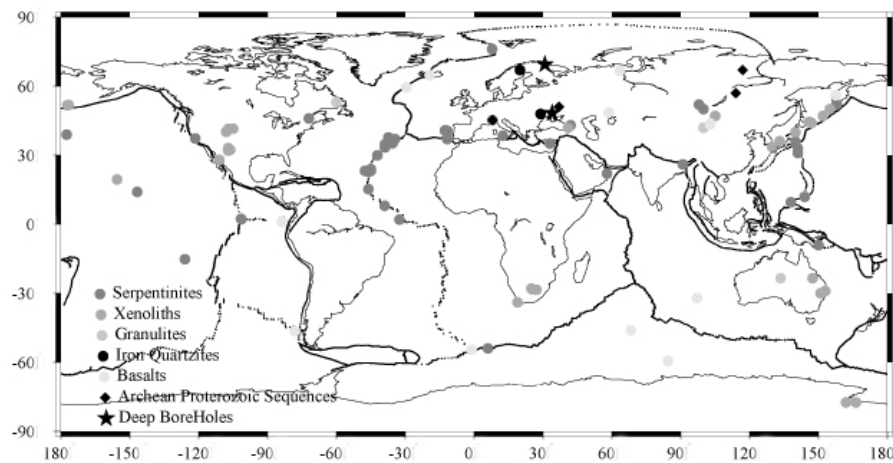 90
60
30
0
-30
-60
-90
Serpentinites
Xenoliths
Granulites
Iron Quartzites
Basalts
Archean Proterozoic Sequences
Deep BoreHoles
180 -150 -120 -90 -60 -30 0 30 60 90 120 150 180